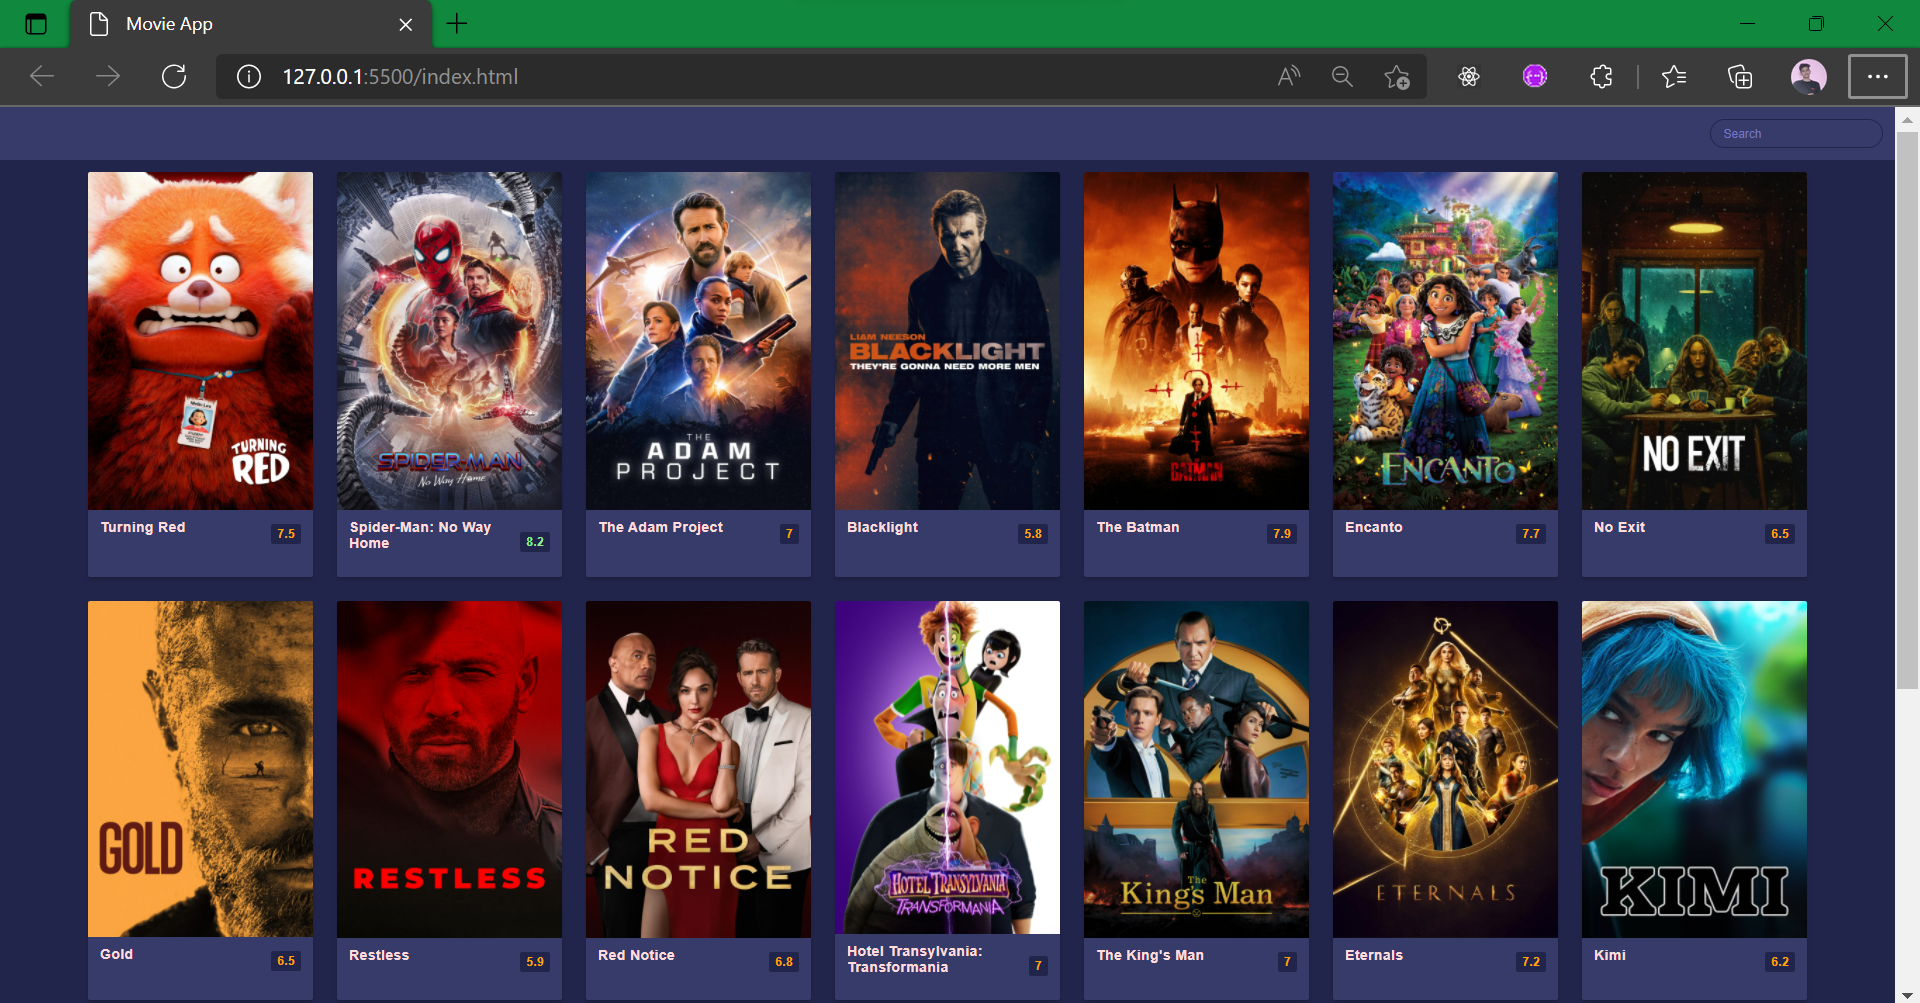 Movie App
127.0.0.1:5500/index.html
Search
TURNING
RED
SPIDER-MAN
No Way Home
THE
ADAM
PROJECT
LIAM NEESON
BLACKLIGHT
THEY'RE GONNA NEED MORE MEN
BATMAN
ENCANTO
NO EXIT
Turning Red
7.5
Spider-Man: No Way
Home
8.2
The Adam Project
7
Blacklight
5.8
The Batman
7.9
Encanto
7.7
No Exit
6.5
GOLD
RESTLESS
RED
NOTICE
HOTEL TRANSYLVANIA
TRANSFORMANIA
The
King's Man
ETERNALS
KIMI
Gold
6.5
Restless
5.9
Red Notice
6.8
Hotel Transylvania:
Transformania
7
The King's Man
7
Eternals
7.2
Kimi
6.2